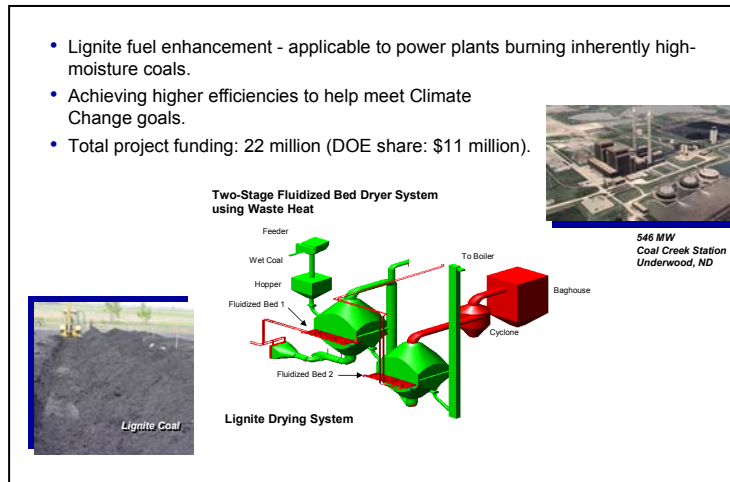 • Lignite fuel enhancement - applicable to power plants burning inherently high-
moisture coals.
• Achieving higher efficiencies to help meet Climate
Change goals.
• Total project funding: 22 million (DOE share: $11 million).
546 MW
Coal Creek Station
Underwood, ND
Two-Stage Fluidized Bed Dryer System
using Waste Heat
Feeder
Wet Coal
To Boiler
Hopper
Baghouse
Fluidized Bed 1
Cyclone
Fluidized Bed 2
Lignite Drying System
Lignite Coal